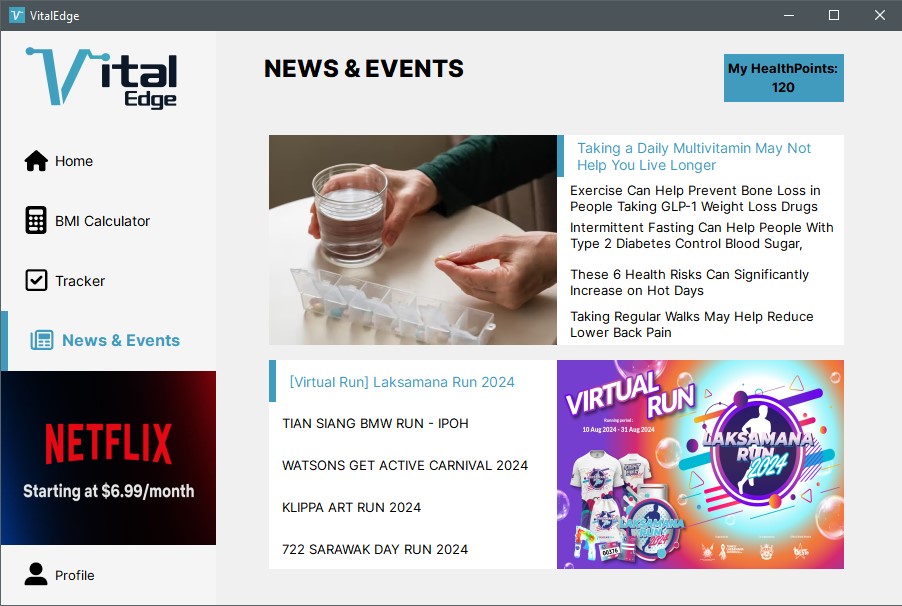 VitalEdge
Vital
Edge
NEWS & EVENTS
My HealthPoints:
120
Home
BMI Calculator
Tracker
News & Events
NETFLIX
Starting at $6.99/month
Profile
Taking a Daily Multivitamin May Not
Help You Live Longer
Exercise Can Help Prevent Bone Loss in
People Taking GLP-1 Weight Loss Drugs
Intermittent Fasting Can Help People With
Type 2 Diabetes Control Blood Sugar,
These 6 Health Risks Can Significantly
Increase on Hot Days
Taking Regular Walks May Help Reduce
Lower Back Pain
[Virtual Run] Laksamana Run 2024
TIAN SIANG BMW RUN - IPOH
WATSONS GET ACTIVE CARNIVAL 2024
KLIPPA ART RUN 2024
722 SARAWAK DAY RUN 2024
VIRTUAL
RUN
Running period :
10 Aug 2024 - 31 Aug 2024
LAKSAMANA
RUN
2024
LAKSAMANA
RUN
2024
00376